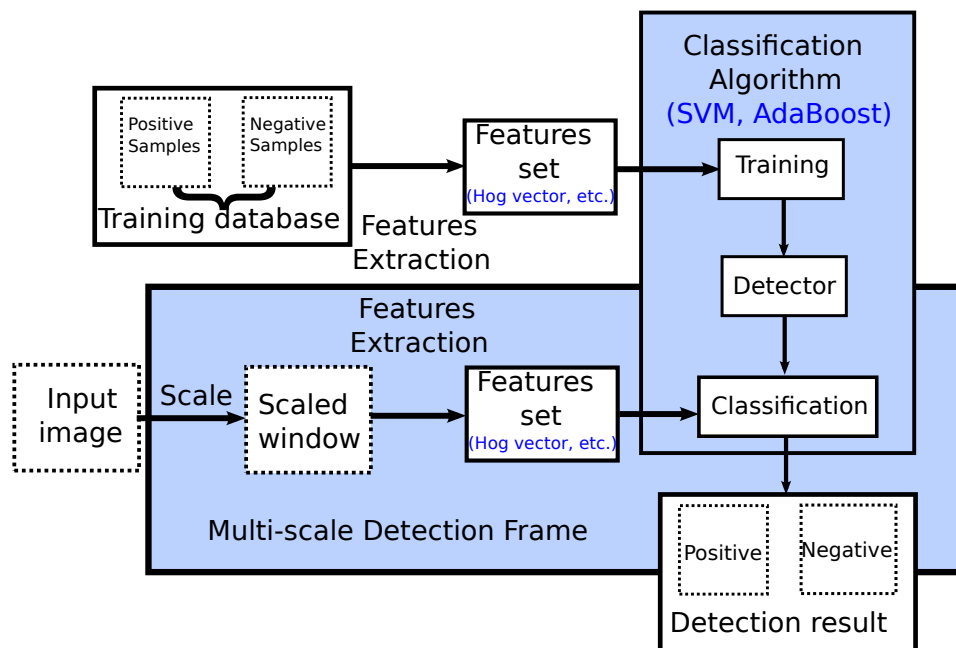 Classification
Algorithm
(SVM, AdaBoost)
Positive
Samples
Negative
Samples
Training database
Features
set
(Hog vector, etc.)
Training
Features
Extraction
Detector
Features
Extraction
Input
image
Scale
Scaled
window
Features
set
(Hog vector, etc.)
Classification
Multi-scale Detection Frame
Positive
Negative
Detection result